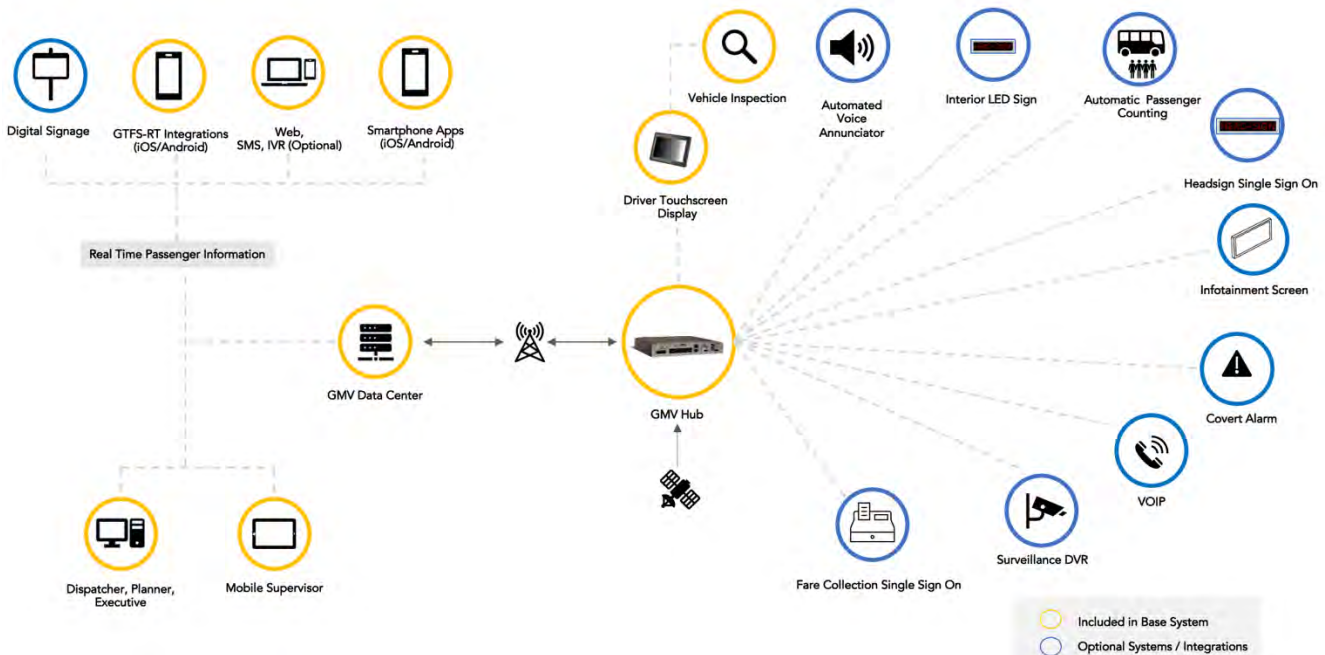 Digital Signage
GTFS-RT Integrations
(iOS/Android)
Web,
SMS, IVR (Optional)
Smartphone Apps
(iOS/Android)
Real Time Passenger Information
GMV Data Center
Dispatcher, Planner,
Executive
Mobile Supervisor
Vehicle Inspection
Driver Touchscreen
Display
GMV Hub
Automated
Voice
Annunciator
Interior LED Sign
Automatic Passenger
Counting
Headsign Single Sign On
Infotainment Screen
Covert Alarm
VOIP
Surveillance DVR
Fare Collection Single Sign On
Included in Base System
Optional Systems / Integrations